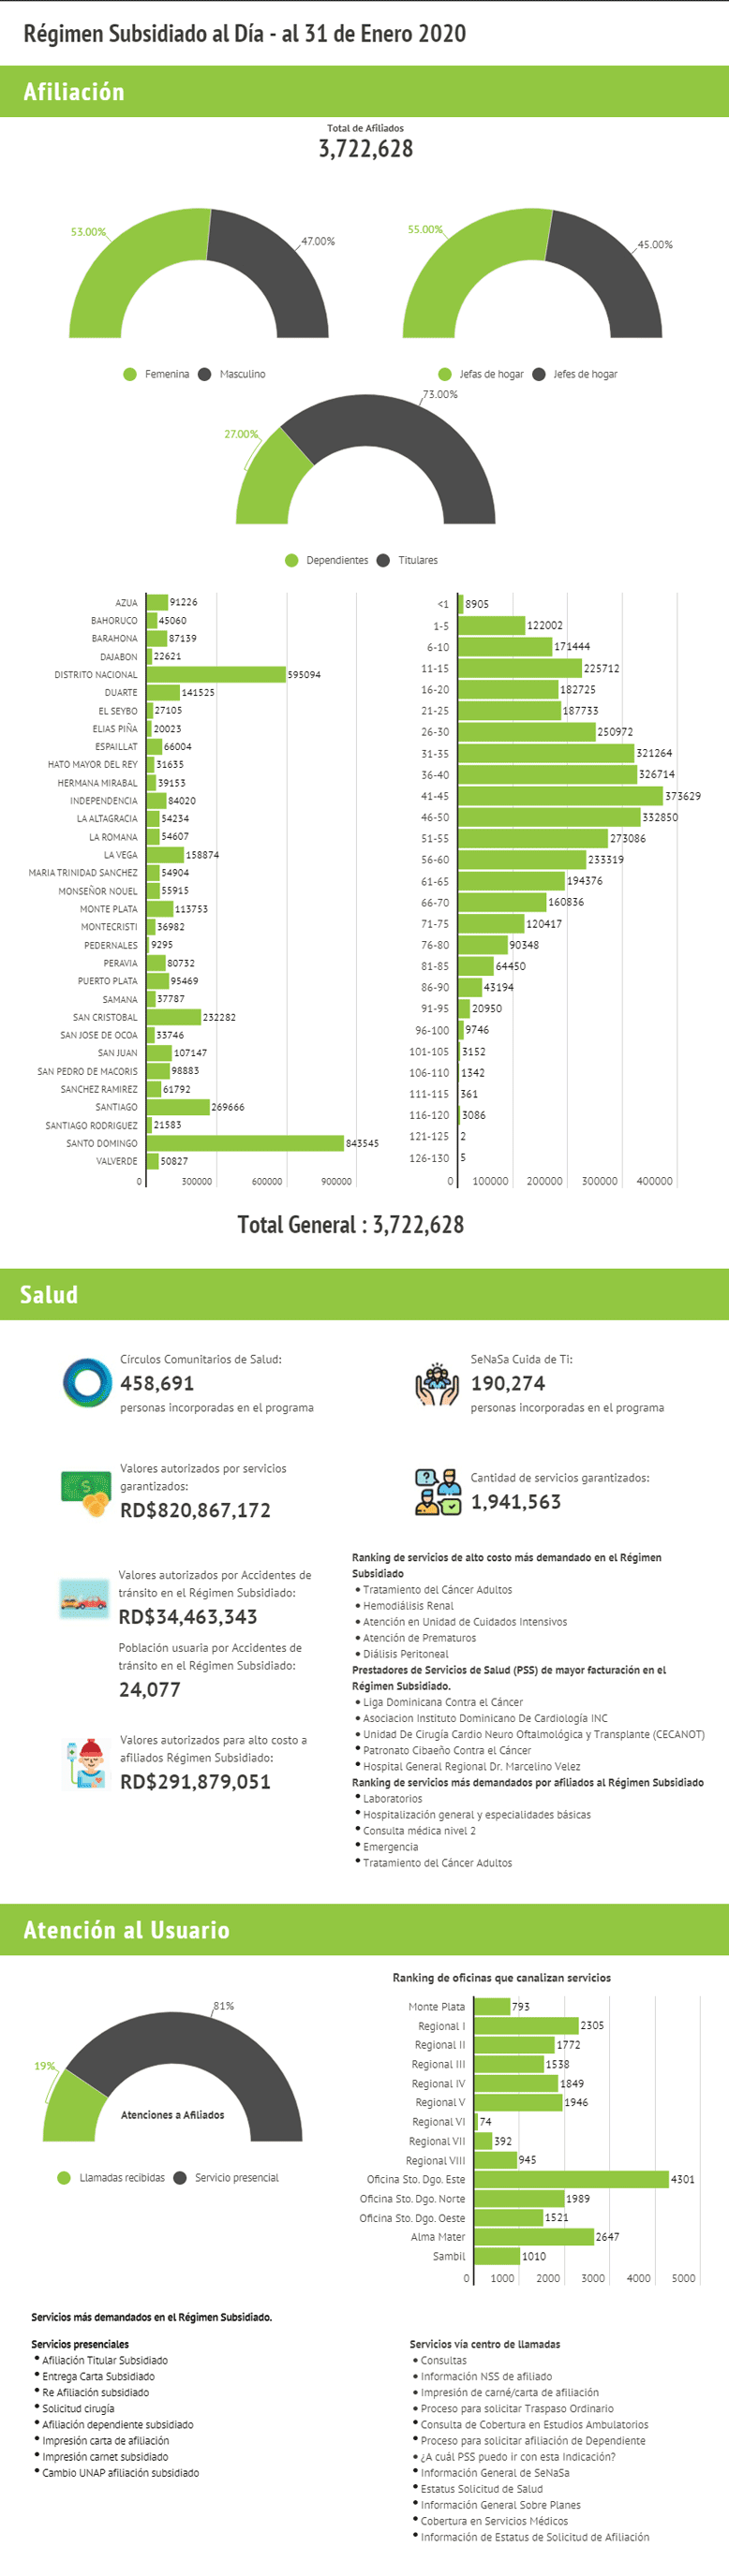 Régimen Subsidiado al Día - al 31 de Enero 2020
Afiliación
Total de Afiliados
3,722,628
53.00%
47.00%
Femenina Masculino
55.00%
45.00%
Jefas de hogar Jefes de hogar
27.00%
73.00%
Dependientes Titulares
AZUA 91226
BAHORUCO 45060
BARAHONA 87139
DAJABON 22621
DISTRITO NACIONAL 595094
DUARTE 141525
EL SEYBO 27105
ELIAS PIÑA 20023
ESPAILLAT 66004
HATO MAYOR DEL REY 31635
HERMANA MIRABAL 39153
INDEPENDENCIA 84020
LA ALTAGRACIA 54234
LA ROMANA 54607
LA VEGA 158874
MARIA TRINIDAD SANCHEZ 54904
MONSEÑOR NOUEL 55915
MONTE PLATA 113753
MONTECRISTI 36982
PEDERNALES 9295
PERAVIA 80732
PUERTO PLATA 95469
SAMANA 37787
SAN CRISTOBAL 232282
SAN JOSE DE OCOA 33746
SAN JUAN 107147
SAN PEDRO DE MACORIS 98883
SANCHEZ RAMIREZ 61792
SANTIAGO 269666
SANTIAGO RODRIGUEZ 21583
SANTO DOMINGO 843545
VALVERDE 50827
0 300000 600000 900000
<1 8905
1-5 122002
6-10 171444
11-15 225712
16-20 182725
21-25 187733
26-30 250972
31-35 321264
36-40 326714
41-45 373629
46-50 332850
51-55 273086
56-60 233319
61-65 194376
66-70 160836
71-75 120417
76-80 90348
81-85 64450
86-90 43194
91-95 20950
96-100 9746
101-105 3152
106-110 1342
111-115 361
116-120 3086
121-125 2
126-130 5
0 100000 200000 300000 400000
Total General : 3,722,628
Salud
Círculos Comunitarios de Salud:
458,691
personas incorporadas en el programa
SeNaSa Cuida de Ti:
190,274
personas incorporadas en el programa
Valores autorizados por servicios
garantizados:
RD$820,867,172
Cantidad de servicios garantizados:
1,941,563
Valores autorizados por Accidentes de
tránsito en el Régimen Subsidiado:
RD$34,463,343
Población usuaria por Accidentes de
tránsito en el Régimen Subsidiado:
24,077
Valores autorizados para alto costo a
afiliados Régimen Subsidiado:
RD$291,879,051
Ranking de servicios de alto costo más demandado en el Régimen
Subsidiado
• Tratamiento del Cáncer Adultos
• Hemodiálisis Renal
• Atención en Unidad de Cuidados Intensivos
• Atención de Prematuros
• Diálisis Peritoneal
Prestadores de Servicios de Salud (PSS) de mayor facturación en el
Régimen Subsidiado.
• Liga Dominicana Contra el Cáncer
• Asociacion Instituto Dominicano De Cardiología INC
• Unidad De Cirugía Cardio Neuro Oftalmológica y Transplante (CECANOT)
• Patronato Cibaeño Contra el Cáncer
• Hospital General Regional Dr. Marcelino Velez
Ranking de servicios más demandados por afiliados al Régimen Subsidiado
• Laboratorios
• Hospitalización general y especialidades básicas
• Consulta médica nivel 2
• Emergencia
• Tratamiento del Cáncer Adultos
Atención al Usuario
19%
81%
Atenciones a Afiliados
Llamadas recibidas Servicio presencial
Ranking de oficinas que canalizan servicios
Monte Plata 793
Regional I 2305
Regional II 1772
Regional III 1538
Regional IV 1849
Regional V 1946
Regional VI 74
Regional VII 392
Regional VIII 945
Oficina Sto. Dgo. Este 4301
Oficina Sto. Dgo. Norte 1989
Oficina Sto. Dgo. Oeste 1521
Alma Mater 2647
Sambil 1010
0 1000 2000 3000 4000 5000
Servicios más demandados en el Régimen Subsidiado.
Servicios presenciales
• Afiliación Titular Subsidiado
• Entrega Carta Subsidiado
• Re Afiliación subsidiado
• Solicitud cirugía
• Afiliación dependiente subsidiado
• Impresión carta de afiliación
• Impresión carnet subsidiado
• Cambio UNAP afiliación subsidiado
Servicios vía centro de llamadas
• Consultas
• Información NSS de afiliado
• Impresión de carné/carta de afiliación
• Proceso para solicitar Traspaso Ordinario
• Consulta de Cobertura en Estudios Ambulatorios
• Proceso para solicitar afiliación de Dependiente
• ¿A cuál PSS puedo ir con esta Indicación?
• Información General de SeNaSa
• Estatus Solicitud de Salud
• Información General Sobre Planes
• Cobertura en Servicios Médicos
• Información de Estatus de Solicitud de Afiliación